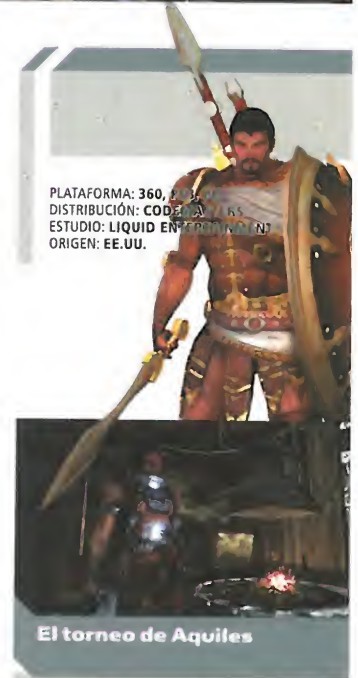 PLATAFORMA: 360,
DISTRIBUCIÓN:
ESTUDIO: LIQUID
ORIGEN: EE.UU.
El torneo de Aquiles